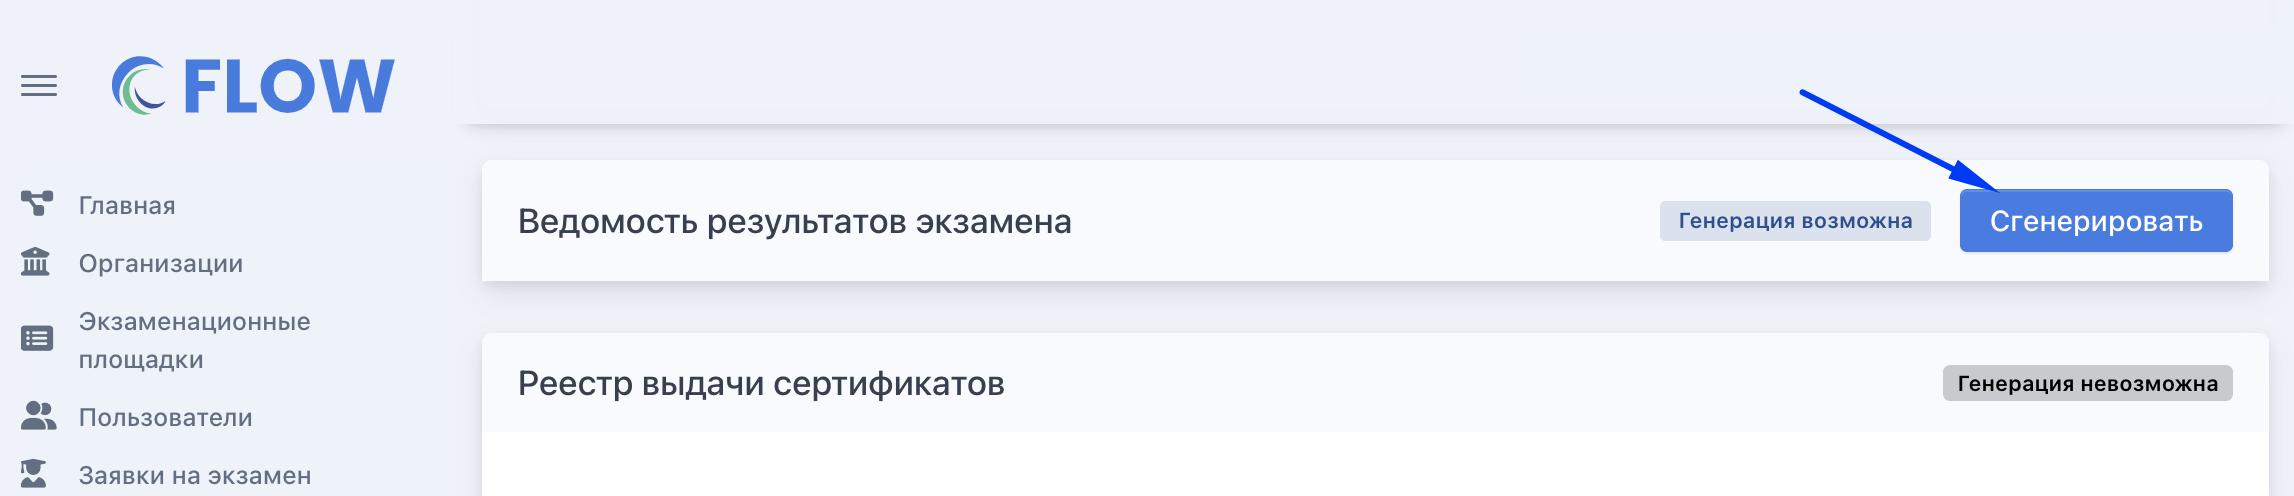 FLOW
Главная
Организации
Экзаменационные
площадки
Пользователи
Заявки на экзамен
Ведомость результатов экзамена
Генерация возможна
Сгенерировать
Реестр выдачи сертификатов
Генерация невозможна